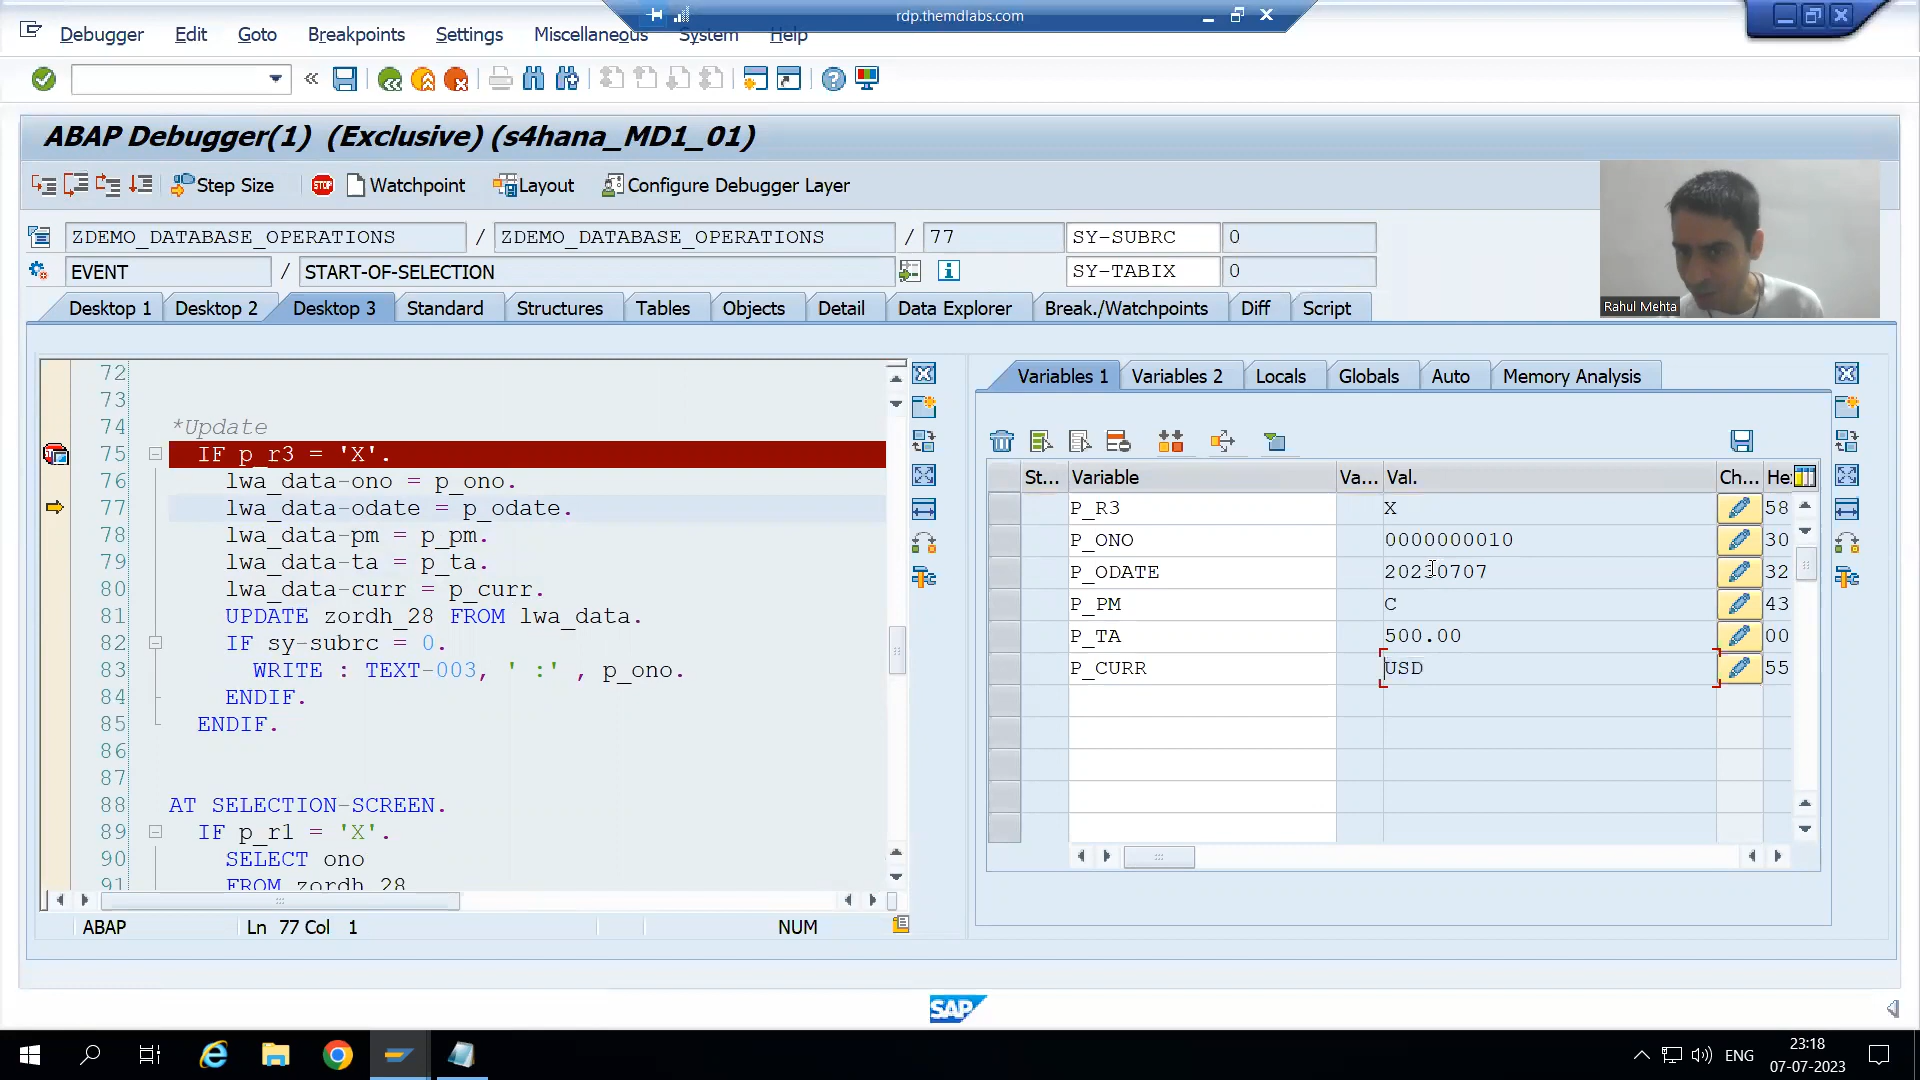 rdp.themdlabs.com
Debugger Edit Goto Breakpoints Settings Miscellaneous System Help
ABAP Debugger(1) (Exclusive) (s4hana_MD1_01)
Step Size STOP Watchpoint Layout Configure Debugger Layer
ZDEMO_DATABASE_OPERATIONS / ZDEMO_DATABASE_OPERATIONS / 77 SY-SUBRC 0
EVENT / START-OF-SELECTION SY-TABIX 0
Rahul Mehta
Desktop 1 Desktop 2 Desktop 3 Standard Structures Tables Objects Detail Data Explorer Break./Watchpoints Diff Script
72
73
74 *Update
75 IF p_r3 = 'X'.
76 lwa_data-ono = p_ono.
77 lwa_data-odate = p_odate.
78 lwa_data-pm = p_pm.
79 lwa_data-ta = p_ta.
80 lwa_data-curr = p_curr.
81 UPDATE zordh_28 FROM lwa_data.
82 IF sy-subrc = 0.
83 WRITE : TEXT-003, ' :' , p_ono.
84 ENDIF.
85 ENDIF.
86
87
88 AT SELECTION-SCREEN.
89 IF p_r1 = 'X'.
90 SELECT ono
91 FROM zordh_28
ABAP Ln 77 Col 1 NUM
Variables 1 Variables 2 Locals Globals Auto Memory Analysis
St... Variable Va... Val. Ch... Hex
P_R3 X 58
P_ONO 0000000010 30
P_ODATE 20230707 32
P_PM C 43
P_TA 500.00 00
P_CURR USD 55
SAP
ENG
23:18
07-07-2023